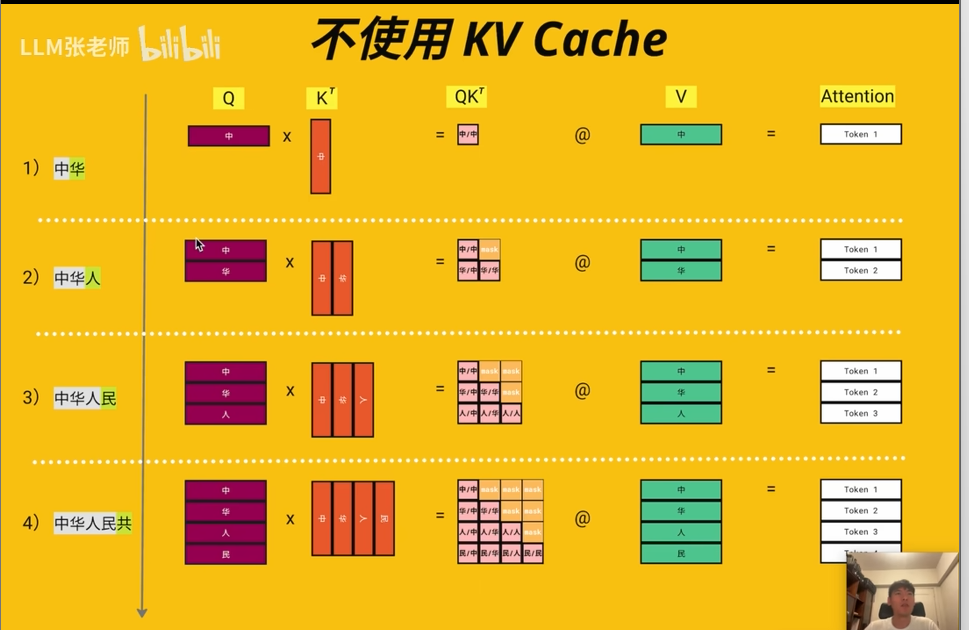 LLM张老师 bilibili
不使用 KV Cache
Q
Kᵀ
QKᵀ
V
Attention
1) 中华
中
x
中
=
中/中
@
中
=
Token 1
2) 中华人
中
华
x
中 华
=
中/中 mask
华/中 华/华
@
中
华
=
Token 1
Token 2
3) 中华人民
中
华
人
x
中 华 人
=
中/中 mask mask
华/中 华/华 mask
人/中 人/华 人/人
@
中
华
人
=
Token 1
Token 2
Token 3
4) 中华人民共
中
华
人
民
x
中 华 人 民
=
中/中 mask mask mask
华/中 华/华 mask mask
人/中 人/华 人/人 mask
民/中 民/华 民/人 民/民
@
中
华
人
民
=
Token 1
Token 2
Token 3